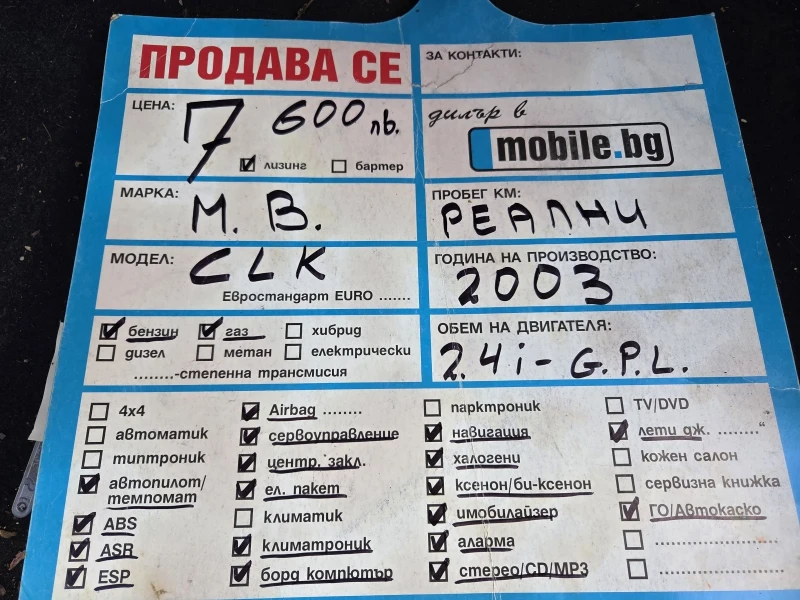 ПРОДАВА СЕ
ЗА КОНТАКТИ:
ЦЕНА: 7 600 лв.
лизинг бартер
дилър в
mobile.bg
МАРКА: М. В.
ПРОБЕГ КМ: РЕАЛНИ
МОДЕЛ: CLK
Евростандарт EURO .......
ГОДИНА НА ПРОИЗВОДСТВО: 2003
бензин газ хибрид
дизел метан електрически
........-степенна трансмисия
ОБЕМ НА ДВИГАТЕЛЯ:
2.4i - G.P.L.
4x4
автоматик
типтроник
автопилот/
темпомат
ABS
ASR
ESP
Airbag ........
сервоуправление
центр. закл.
ел. пакет
климатик
климатроник
борд компютър
парктроник
навигация
халогени
ксенон/би-ксенон
имобилайзер
аларма
стерео/CD/MP3
TV/DVD
лети дж. ........"
кожен салон
сервизна книжка
ГО/Автокаско